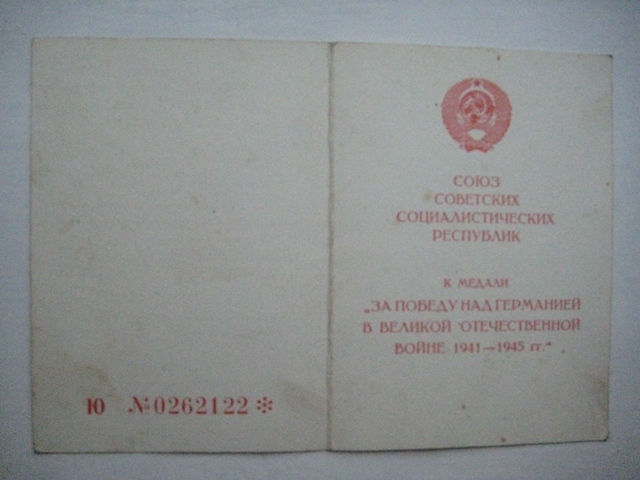 СОЮЗ
СОВЕТСКИХ
СОЦИАЛИСТИЧЕСКИХ
РЕСПУБЛИК
К МЕДАЛИ
„ЗА ПОБЕДУ НАД ГЕРМАНИЕЙ
В ВЕЛИКОЙ ОТЕЧЕСТВЕННОЙ
ВОЙНЕ 1941—1945 гг.“
Ю №0262122 *